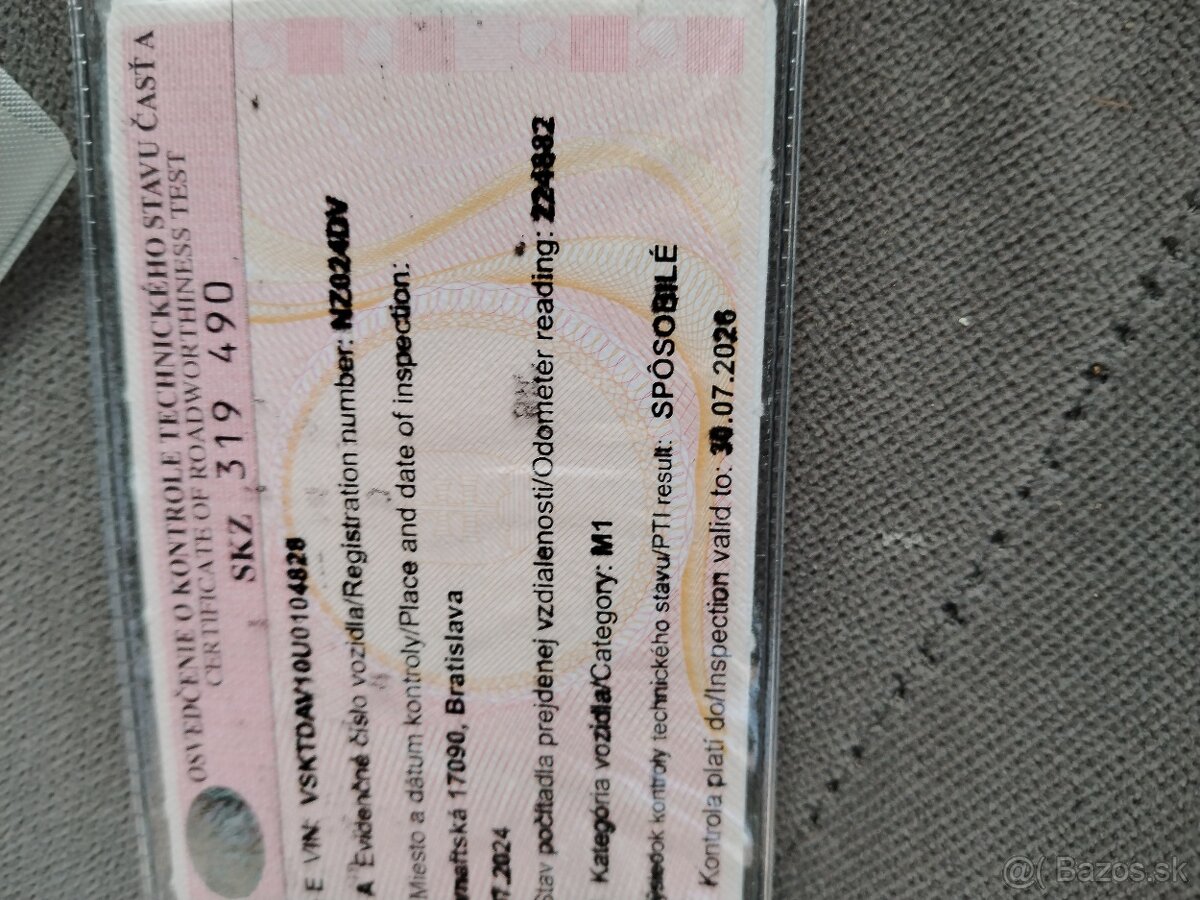 OSVEDČENIE O KONTROLE TECHNICKÉHO STAVU ČASŤ A
CERTIFICATE OF ROADWORTHINESS TEST
SKZ 319 490
E VIN: VSKTDAV10U0104828
A Evidenčné číslo vozidla/Registration number: NZ024DV
Miesto a dátum kontroly/Place and date of inspection:
17090, Bratislava
07.2024
Stav počítadla prejdenej vzdialenosti/Odometer reading:
Kategória vozidla/Category: M1
kontroly technického stavu/PTI result: SPÔSOBILÉ
Kontrola platí do/Inspection valid to: 30.07.2026
@( Bazos.sk